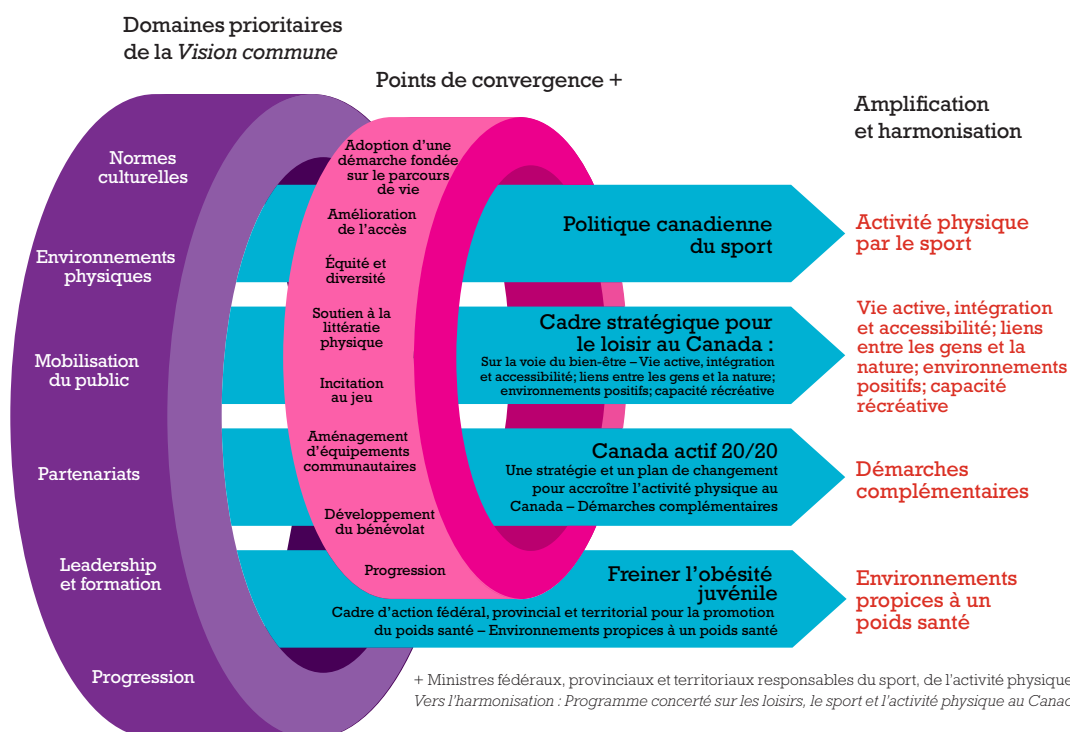 Domaines prioritaires
de la Vision commune
Points de convergence +
Amplification
et harmonisation
Normes
culturelles
Environnements
physiques
Mobilisation
du public
Partenariats
Leadership
et formation
Progression
Adoption d'une
démarche fondée
sur le parcours
de vie
Amélioration
de l'accès
Équité et
diversité
Soutien à la
littératie
physique
Incitation
au jeu
Aménagement
d'équipements
communautaires
Développement
du bénévolat
Progression
Politique canadienne
du sport
Activité physique
par le sport
Cadre stratégique pour
le loisir au Canada :
Sur la voie du bien-être – Vie active, intégration
et accessibilité; liens entre les gens et la nature;
environnements positifs; capacité récréative
Vie active, intégration
et accessibilité; liens
entre les gens et la
nature; environnements
positifs; capacité
récréative
Canada actif 20/20
Une stratégie et un plan de changement
pour accroître l'activité physique au
Canada – Démarches complémentaires
Démarches
complémentaires
Freiner l'obésité
juvénile
Cadre d'action fédéral, provincial et territorial pour la promotion
du poids santé – Environnements propices à un poids santé
Environnements
propices à un
poids santé
+ Ministres fédéraux, provinciaux et territoriaux responsables du sport, de l'activité physique
Vers l'harmonisation : Programme concerté sur les loisirs, le sport et l'activité physique au